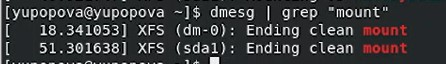 [yupopova@yupopova ~]$ dmesg | grep "mount"
[   18.341053] XFS (dm-0): Ending clean mount
[   51.301638] XFS (sda1): Ending clean mount